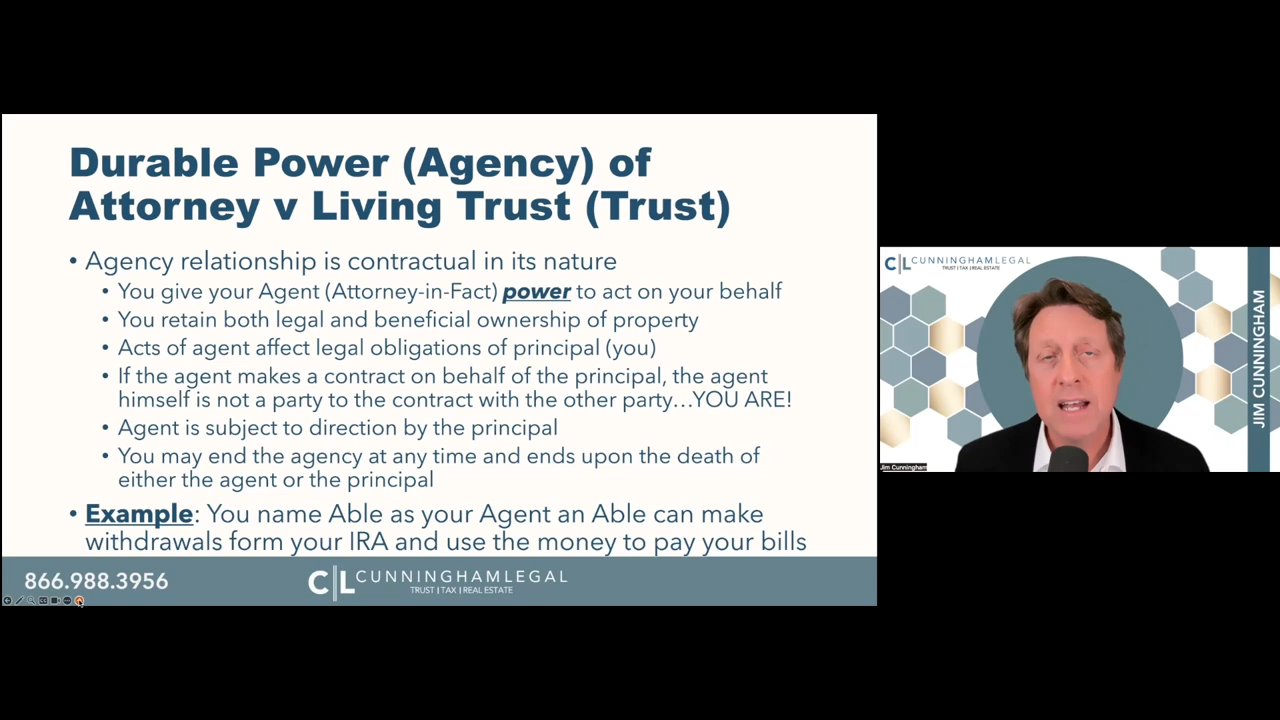 Durable Power (Agency) of
Attorney v Living Trust (Trust)
• Agency relationship is contractual in its nature
• You give your Agent (Attorney-in-Fact) power to act on your behalf
• You retain both legal and beneficial ownership of property
• Acts of agent affect legal obligations of principal (you)
• If the agent makes a contract on behalf of the principal, the agent
himself is not a party to the contract with the other party…YOU ARE!
• Agent is subject to direction by the principal
• You may end the agency at any time and ends upon the death of
either the agent or the principal
• Example: You name Able as your Agent an Able can make
withdrawals form your IRA and use the money to pay your bills
866.988.3956
C|L CUNNINGHAMLEGAL
TRUST | TAX | REAL ESTATE
C|L CUNNINGHAMLEGAL
TRUST | TAX | REAL ESTATE
JIM CUNNINGHAM
Jim Cunningham